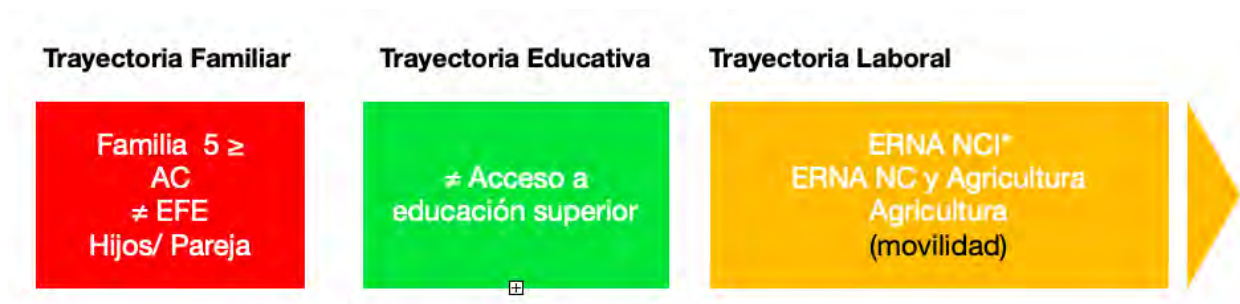 Trayectoria Familiar
Familia 5 ≥
AC
≠ EFE
Hijos/ Pareja
Trayectoria Educativa
≠ Acceso a
educación superior
Trayectoria Laboral
ERNA NCI*
ERNA NC y Agricultura
Agricultura
(movilidad)